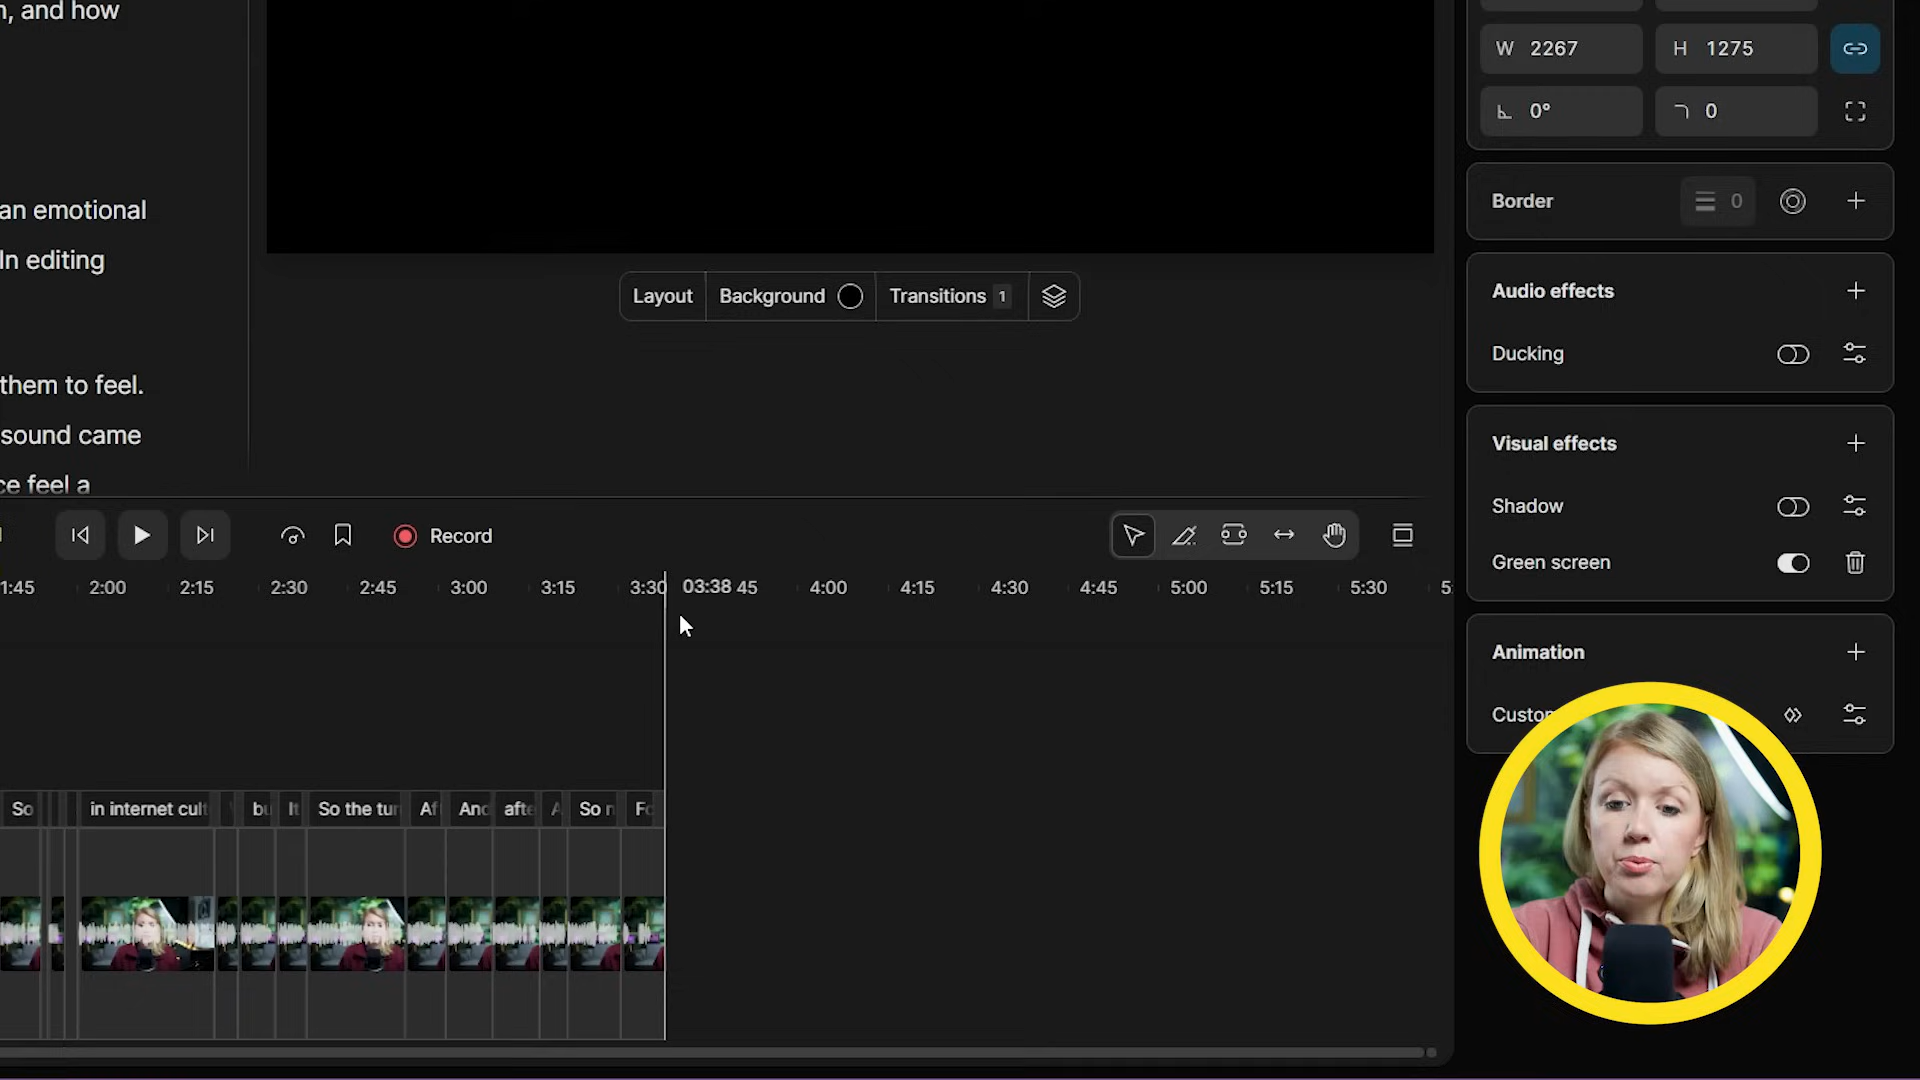 n, and how
an emotional
In editing
them to feel.
sound came
ce feel a
W 2267
H 1275
0°
0
Border
0
Audio effects
Ducking
Visual effects
Shadow
Green screen
Animation
Layout
Background
Transitions 1
Record
1:45
2:00
2:15
2:30
2:45
3:00
3:15
3:30
03:38
45
4:00
4:15
4:30
4:45
5:00
5:15
5:30
So
in internet cult
bu
It
So the tur
Af
And
afte
A
So n
Fo